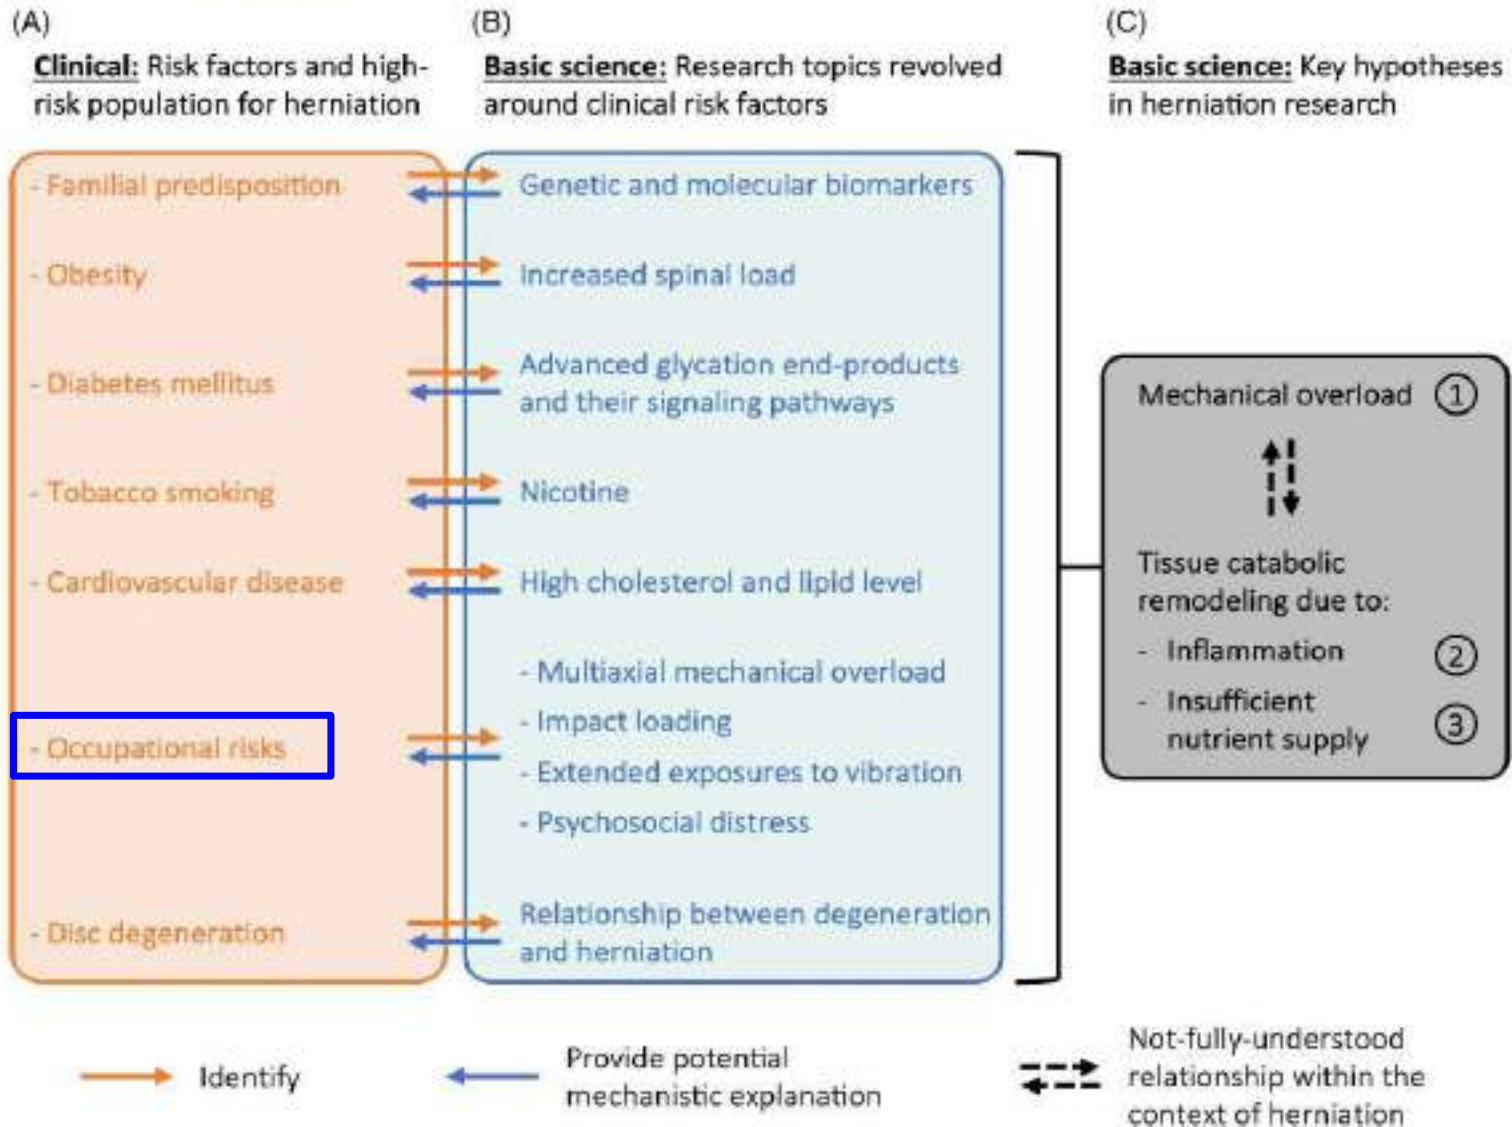 (A)
Clinical: Risk factors and high-
risk population for herniation
- Familial predisposition
- Obesity
- Diabetes mellitus
- Tobacco smoking
- Cardiovascular disease
- Occupational risks
- Disc degeneration
(B)
Basic science: Research topics revolved
around clinical risk factors
Genetic and molecular biomarkers
Increased spinal load
Advanced glycation end-products
and their signaling pathways
Nicotine
High cholesterol and lipid level
- Multiaxial mechanical overload
- Impact loading
- Extended exposures to vibration
- Psychosocial distress
Relationship between degeneration
and herniation
(C)
Basic science: Key hypotheses
in herniation research
Mechanical overload ①
Tissue catabolic
remodeling due to:
- Inflammation ②
- Insufficient
nutrient supply ③
Identify
Provide potential
mechanistic explanation
Not-fully-understood
relationship within the
context of herniation